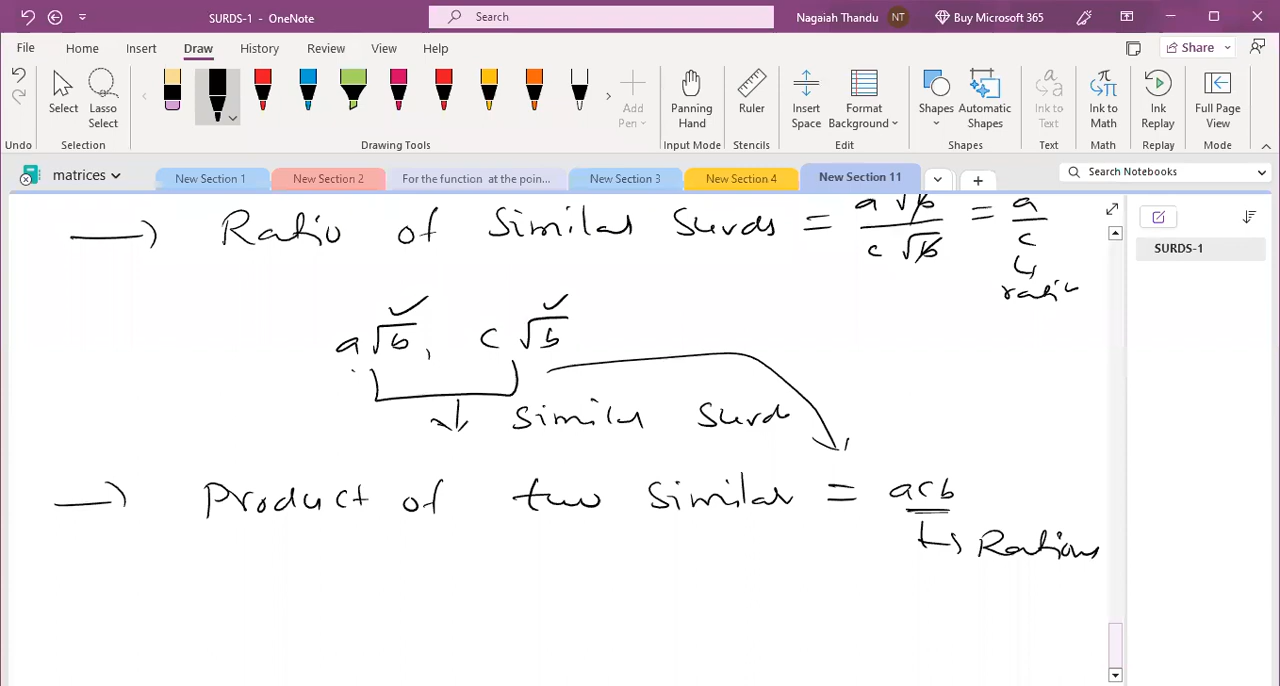 SURDS-1 - OneNote
Search
Nagaiah Thandu NT
Buy Microsoft 365
File Home Insert Draw History Review View Help
Share
Select Lasso Select Add Pen Panning Hand Ruler Insert Space Format Background Shapes Automatic Shapes Ink to Text Ink to Math Ink Replay Full Page View
Undo Selection Drawing Tools Input Mode Stencils Edit Shapes Text Math Replay Mode
matrices New Section 1 New Section 2 For the function at the poin... New Section 3 New Section 4 New Section 11 + Search Notebooks
SURDS-1
Ratio of Similar Surds = a√b / c√b = a / c
a√b, c√b
Similar Surds
Product of two Similar = acb